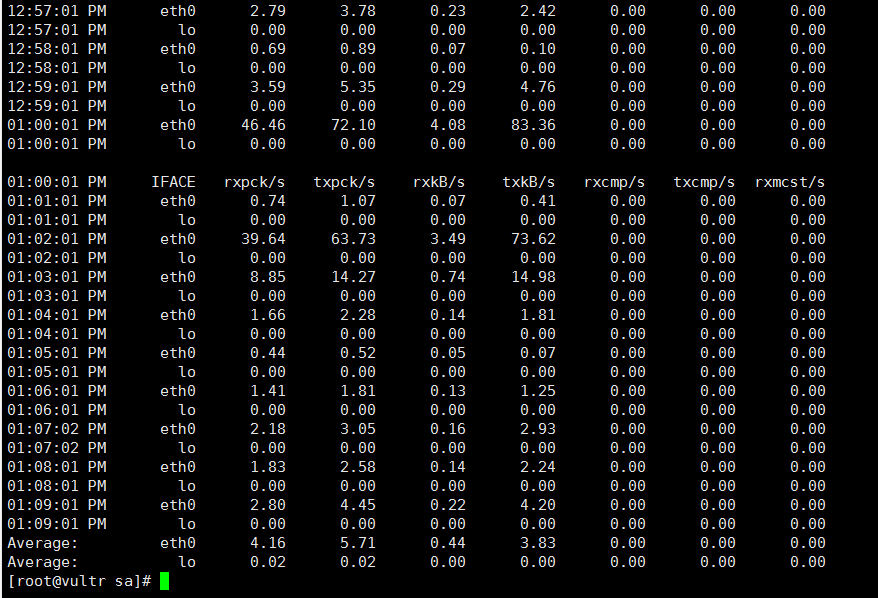 12:57:01 PM      eth0      2.79      3.78      0.23      2.42      0.00      0.00      0.00
12:57:01 PM        lo      0.00      0.00      0.00      0.00      0.00      0.00      0.00
12:58:01 PM      eth0      0.69      0.89      0.07      0.10      0.00      0.00      0.00
12:58:01 PM        lo      0.00      0.00      0.00      0.00      0.00      0.00      0.00
12:59:01 PM      eth0      3.59      5.35      0.29      4.76      0.00      0.00      0.00
12:59:01 PM        lo      0.00      0.00      0.00      0.00      0.00      0.00      0.00
01:00:01 PM      eth0     46.46     72.10      4.08     83.36      0.00      0.00      0.00
01:00:01 PM        lo      0.00      0.00      0.00      0.00      0.00      0.00      0.00

01:00:01 PM     IFACE   rxpck/s   txpck/s    rxkB/s    txkB/s   rxcmp/s   txcmp/s  rxmcst/s
01:01:01 PM      eth0      0.74      1.07      0.07      0.41      0.00      0.00      0.00
01:01:01 PM        lo      0.00      0.00      0.00      0.00      0.00      0.00      0.00
01:02:01 PM      eth0     39.64     63.73      3.49     73.62      0.00      0.00      0.00
01:02:01 PM        lo      0.00      0.00      0.00      0.00      0.00      0.00      0.00
01:03:01 PM      eth0      8.85     14.27      0.74     14.98      0.00      0.00      0.00
01:03:01 PM        lo      0.00      0.00      0.00      0.00      0.00      0.00      0.00
01:04:01 PM      eth0      1.66      2.28      0.14      1.81      0.00      0.00      0.00
01:04:01 PM        lo      0.00      0.00      0.00      0.00      0.00      0.00      0.00
01:05:01 PM      eth0      0.44      0.52      0.05      0.07      0.00      0.00      0.00
01:05:01 PM        lo      0.00      0.00      0.00      0.00      0.00      0.00      0.00
01:06:01 PM      eth0      1.41      1.81      0.13      1.25      0.00      0.00      0.00
01:06:01 PM        lo      0.00      0.00      0.00      0.00      0.00      0.00      0.00
01:07:02 PM      eth0      2.18      3.05      0.16      2.93      0.00      0.00      0.00
01:07:02 PM        lo      0.00      0.00      0.00      0.00      0.00      0.00      0.00
01:08:01 PM      eth0      1.83      2.58      0.14      2.24      0.00      0.00      0.00
01:08:01 PM        lo      0.00      0.00      0.00      0.00      0.00      0.00      0.00
01:09:01 PM      eth0      2.80      4.45      0.22      4.20      0.00      0.00      0.00
01:09:01 PM        lo      0.00      0.00      0.00      0.00      0.00      0.00      0.00
Average:         eth0      4.16      5.71      0.44      3.83      0.00      0.00      0.00
Average:           lo      0.02      0.02      0.00      0.00      0.00      0.00      0.00
[root@vultr sa]#